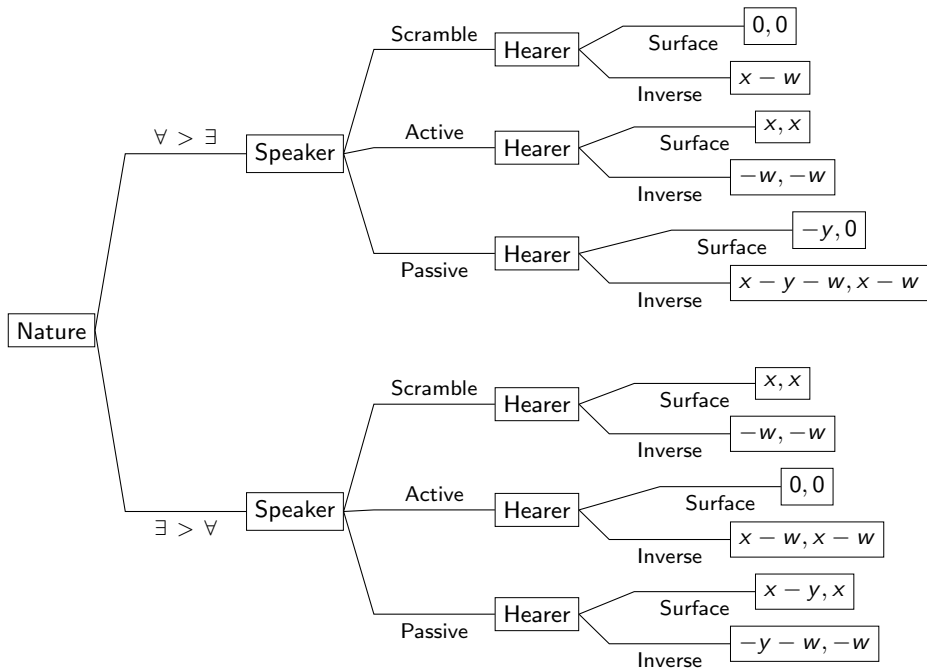 Scramble
Hearer
Surface
0, 0
Inverse
x − w
∀ < ∃
Speaker
Active
Hearer
Surface
x, x
Inverse
−w, −w
Passive
Hearer
Surface
−y, 0
Inverse
x − y − w, x − w
Nature
Scramble
Hearer
Surface
x, x
Inverse
−w, −w
∃ < ∀
Speaker
Active
Hearer
Surface
0, 0
Inverse
x − w, x − w
Passive
Hearer
Surface
x − y, x
Inverse
−y − w, −w